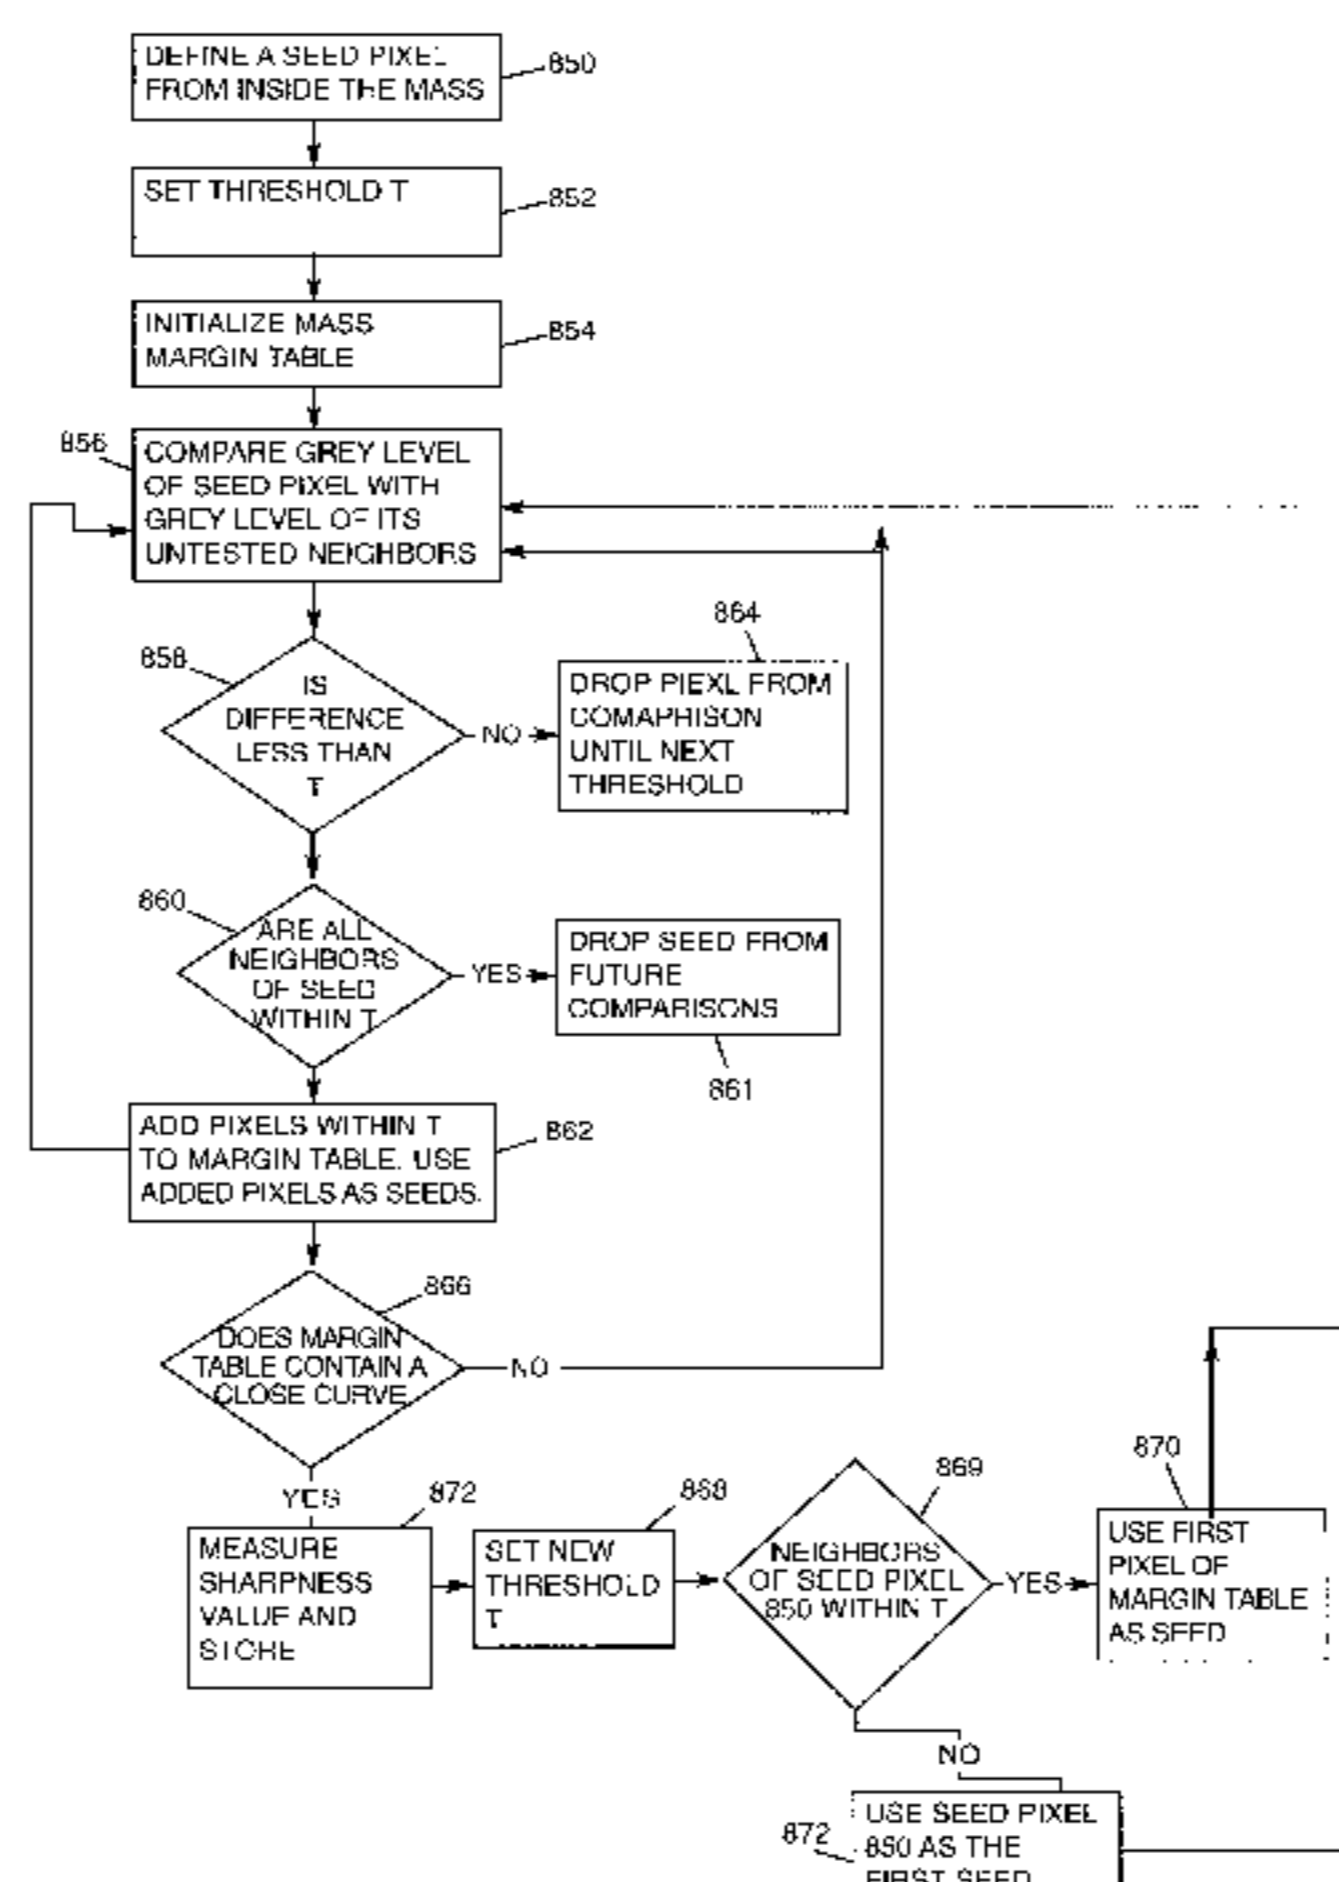 DEFINE A SEED PIXEL
FROM INSIDE THE MASS
850
SET THRESHOLD T
852
INITIALIZE MASS
MARGIN TABLE
854
856
COMPARE GREY LEVEL
OF SEED PIXEL WITH
GREY LEVEL OF ITS
UNTESTED NEIGHBORS
858
IS
DIFFERENCE
LESS THAN
T
NO
864
DROP PIEXL FROM
COMAPHISON
UNTIL NEXT
THRESHOLD
860
ARE ALL
NEIGHBORS
OF SEED
WITHIN T
YES
DROP SEED FROM
FUTURE
COMPARISONS
861
ADD PIXELS WITHIN T
TO MARGIN TABLE. USE
ADDED PIXELS AS SEEDS.
862
866
DOES MARGIN
TABLE CONTAIN A
CLOSE CURVE
NO
YES
872
MEASURE
SHARPNESS
VALUE AND
STORE
868
SET NEW
THRESHOLD
T
869
NEIGHBORS
OF SEED PIXEL
850 WITHIN T
YES
870
USE FIRST
PIXEL OF
MARGIN TABLE
AS SEED
NO
872
USE SEED PIXEL
850 AS THE
FIRST SEED